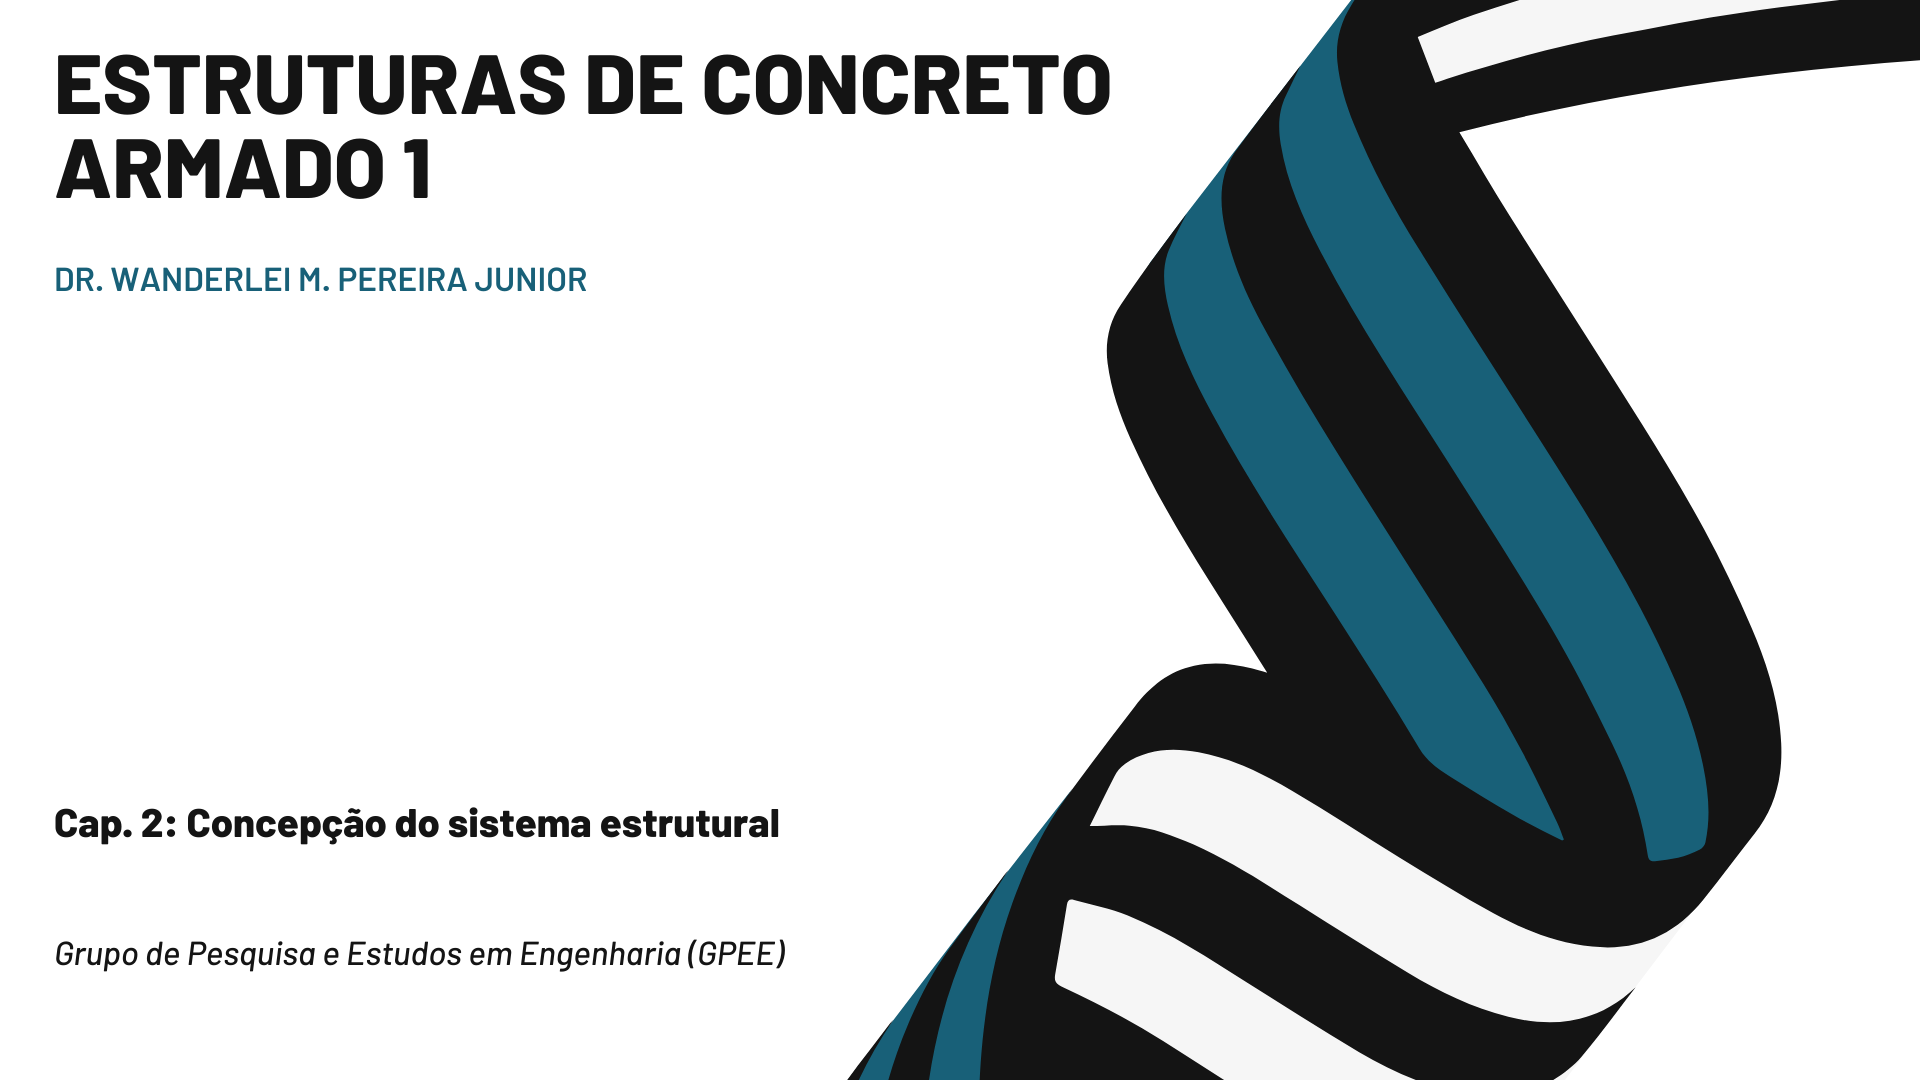 ESTRUTURAS DE CONCRETO
ARMADO 1
DR. WANDERLEI M. PEREIRA JUNIOR
Cap. 2: Concepção do sistema estrutural
Grupo de Pesquisa e Estudos em Engenharia (GPEE)